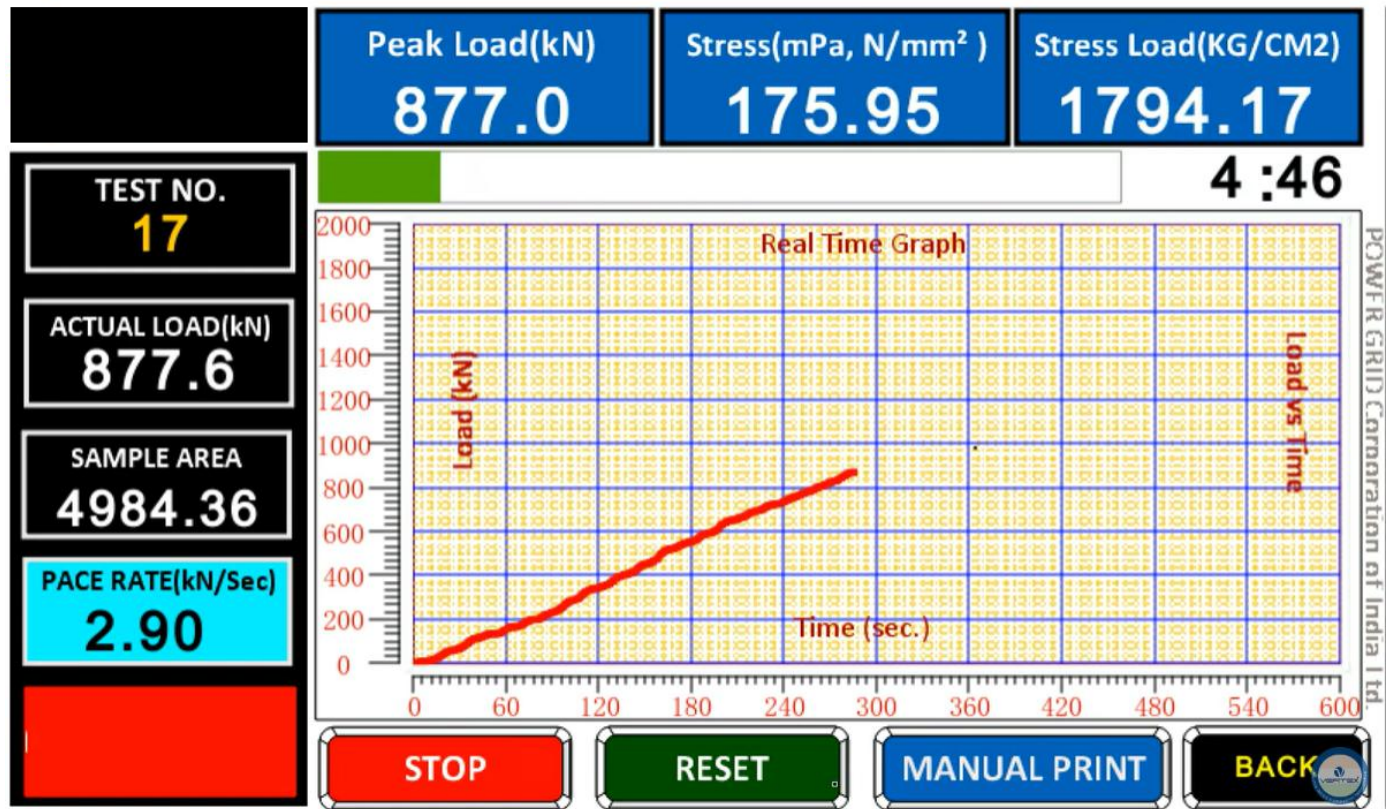 Peak Load(kN)
877.0
Stress(mPa, N/mm² )
175.95
Stress Load(KG/CM2)
1794.17
4 :46
TEST NO.
17
ACTUAL LOAD(kN)
877.6
SAMPLE AREA
4984.36
PACE RATE(kN/Sec)
2.90
Real Time Graph
2000
1800
1600
1400
1200
1000
800
600
400
200
0
Load (kN)
Load vs Time
Time (sec.)
0 60 120 180 240 300 360 420 480 540 600
POWER GRID Corporation of India Ltd.
STOP
RESET
MANUAL PRINT
BACK
VERTEX